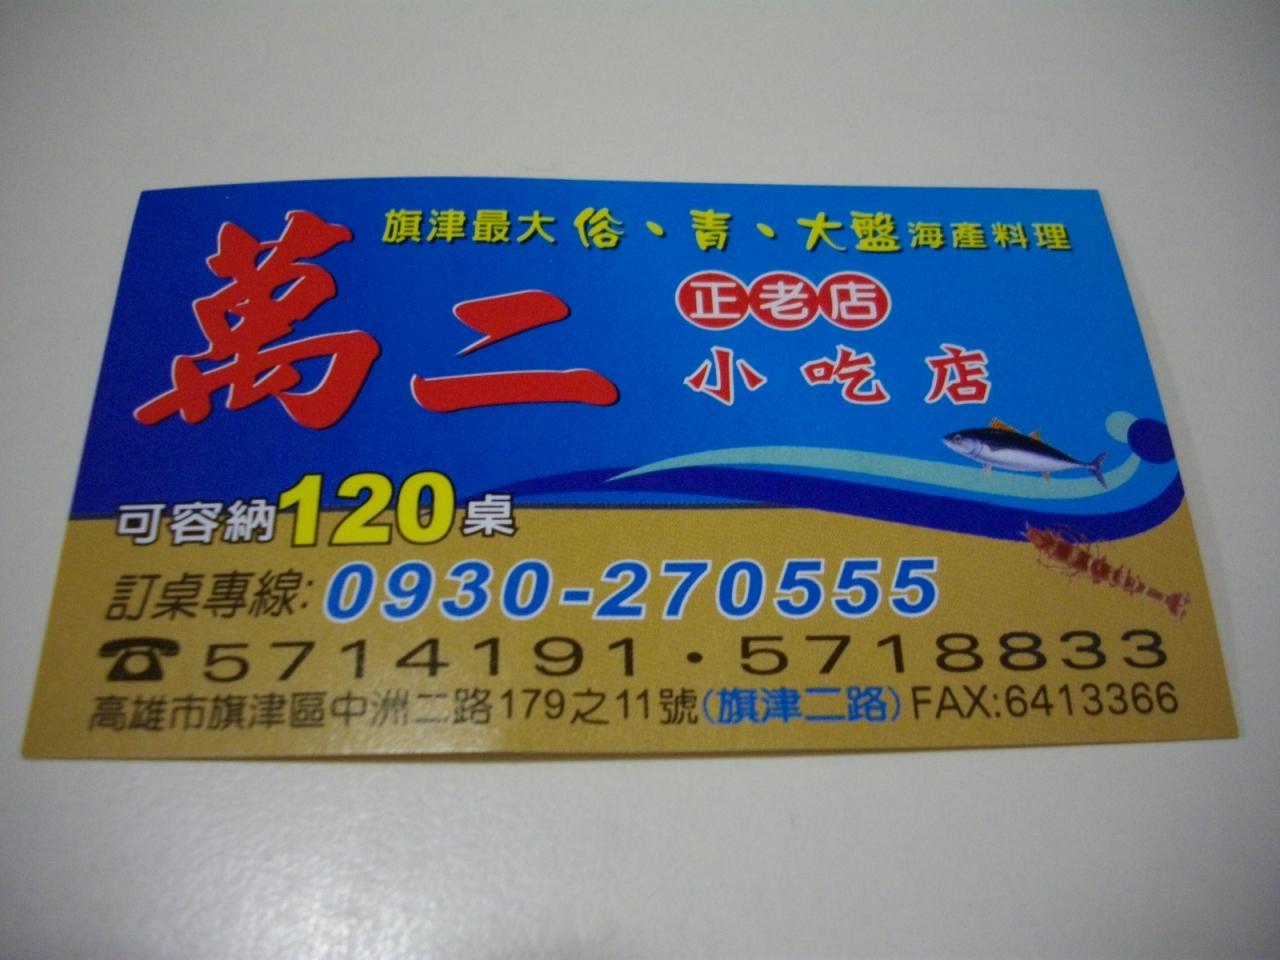 旗津最大俗、青、大盤海產料理
萬二
正老店
小吃店
可容納120桌
訂桌專線:0930-270555
☎5714191·5718833
高雄市旗津區中洲二路179之11號(旗津二路)FAX:6413366